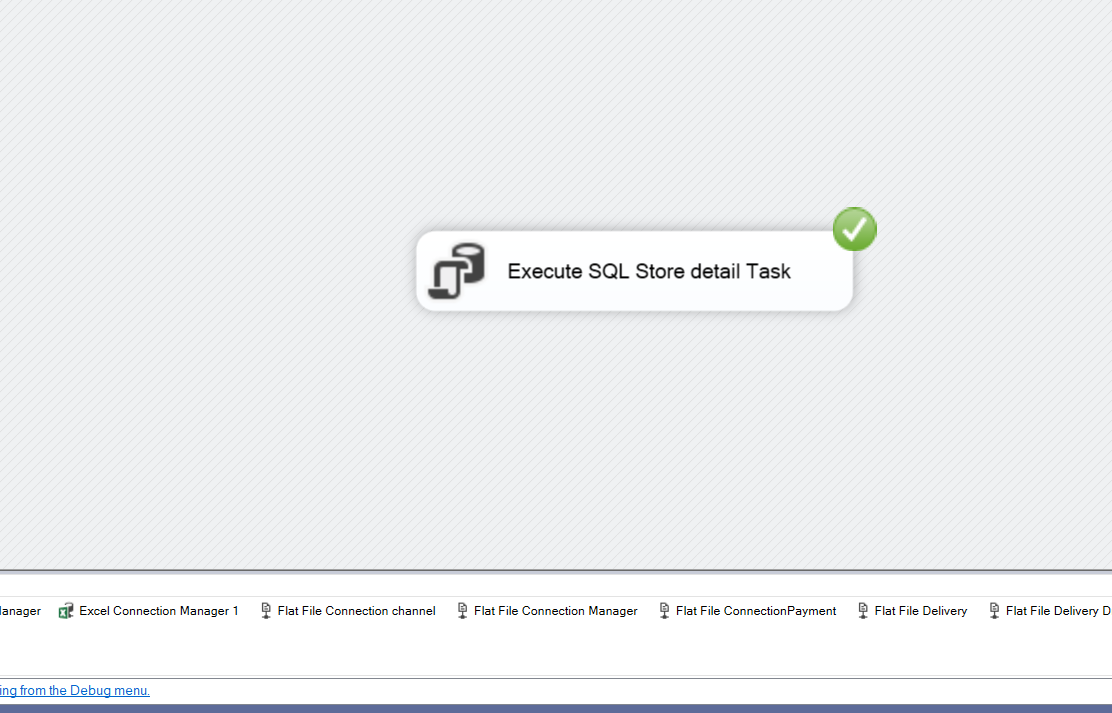 Execute SQL Store detail Task
Excel Connection Manager 1 Flat File Connection channel Flat File Connection Manager Flat File ConnectionPayment Flat File Delivery Flat File Delivery D
ing from the Debug menu.